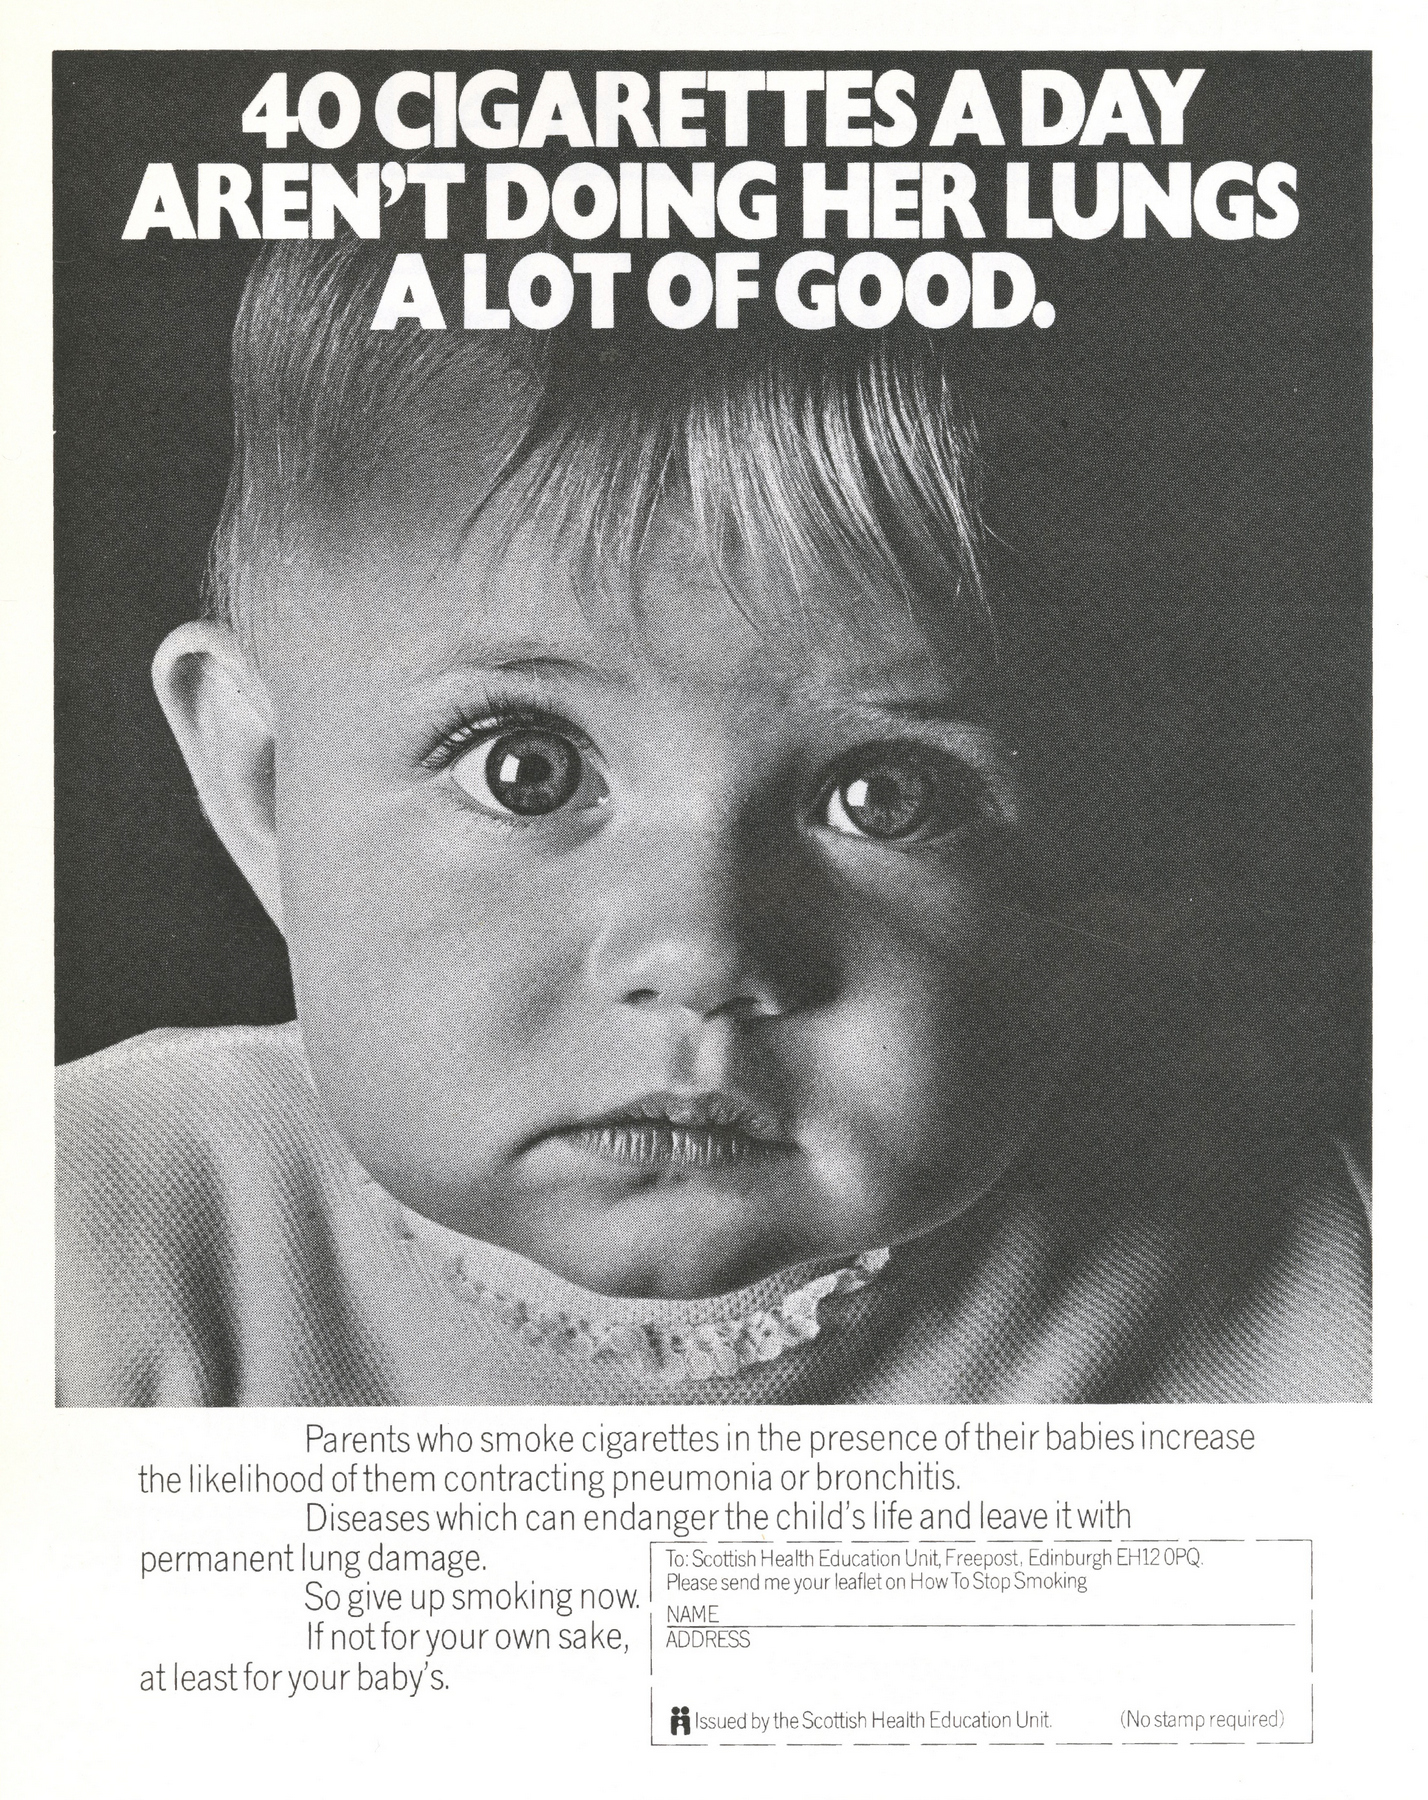 40 CIGARETTES A DAY
AREN'T DOING HER LUNGS
A LOT OF GOOD.
Parents who smoke cigarettes in the presence of their babies increase
the likelihood of them contracting pneumonia or bronchitis.
Diseases which can endanger the child's life and leave it with
permanent lung damage.
So give up smoking now.
If not for your own sake,
at least for your baby's.
To: Scottish Health Education Unit, Freepost, Edinburgh EH12 0PQ.
Please send me your leaflet on How To Stop Smoking
NAME
ADDRESS
Issued by the Scottish Health Education Unit. (No stamp required)